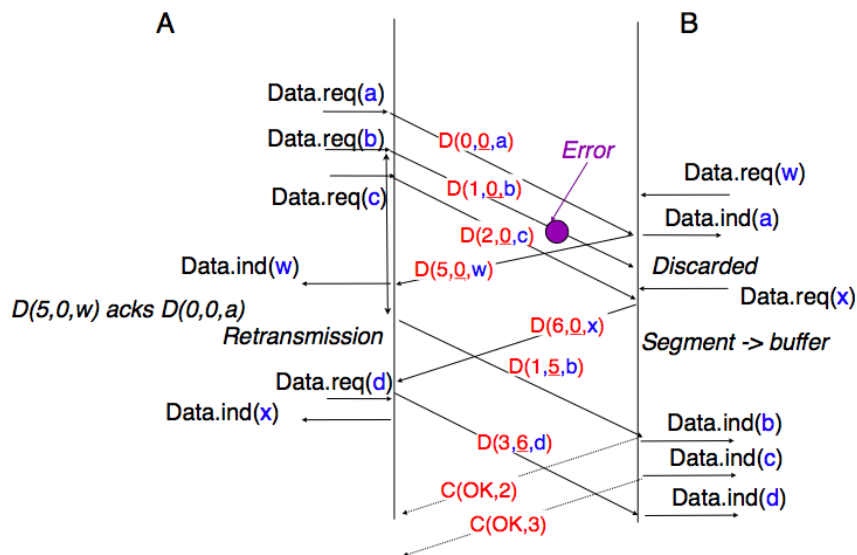 A
B
Data.req(a)
Data.req(b)
D(0,0,a)
Error
Data.req(w)
Data.req(c)
D(1,0,b)
Data.ind(a)
D(2,0,c)
Data.ind(w)
D(5,0,w)
Discarded
Data.req(x)
D(5,0,w) acks D(0,0,a)
Retransmission
D(6,0,x)
Segment -> buffer
D(1,5,b)
Data.req(d)
Data.ind(x)
Data.ind(b)
D(3,6,d)
Data.ind(c)
C(OK,2)
Data.ind(d)
C(OK,3)